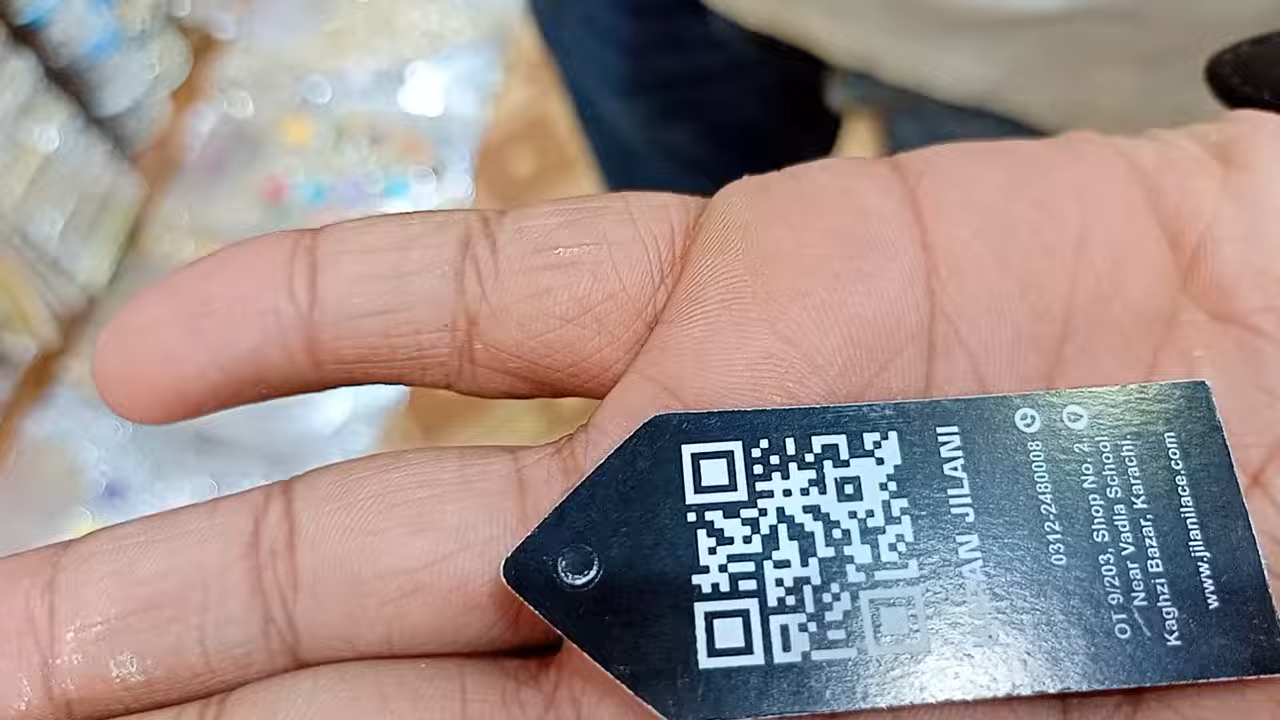 JILANI
0312-2480008
OT 9/203, Shop No. 2
Near Vadla School
Kaghzi Bazar, Karachi.
www.jilanilace.com